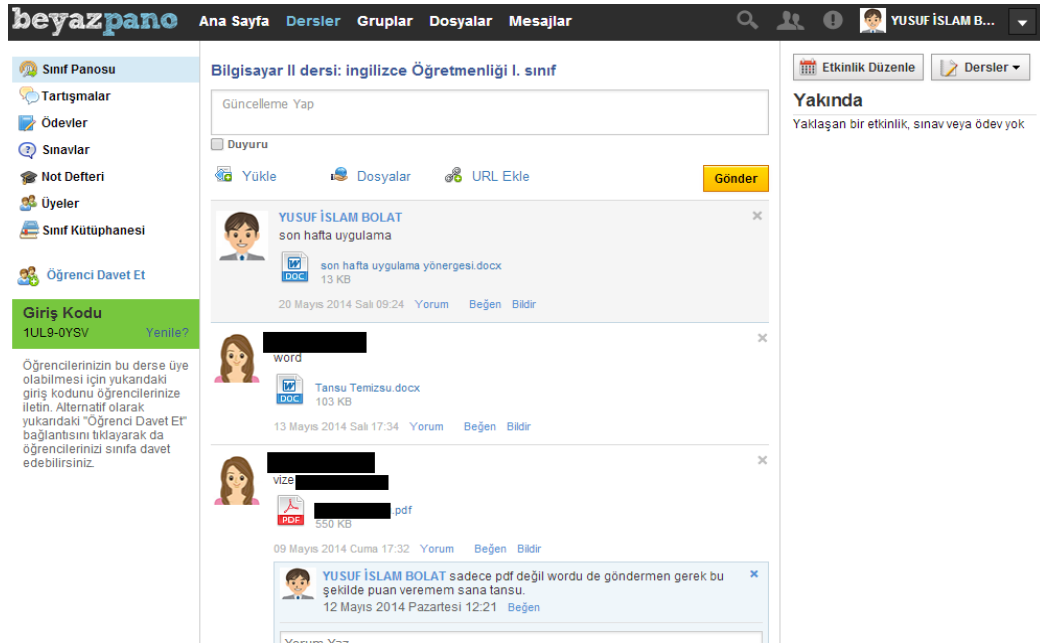 beyazpano Ana Sayfa Dersler Gruplar Dosyalar Mesajlar YUSUF İSLAM B...
Sınıf Panosu
Tartışmalar
Ödevler
Sınavlar
Not Defteri
Üyeler
Sınıf Kütüphanesi
Öğrenci Davet Et
Giriş Kodu
1UL9-0YSV Yenile?
Öğrencilerinizin bu derse üye
olabilmesi için yukarıdaki
giriş kodunu öğrencilerinize
iletin. Alternatif olarak
yukarıdaki "Öğrenci Davet Et"
bağlantısını tıklayarak da
öğrencilerinizi sınıfa davet
edebilirsiniz.
Bilgisayar II dersi: ingilizce Öğretmenliği I. sınıf
Güncelleme Yap
Duyuru
Yükle Dosyalar URL Ekle Gönder
YUSUF İSLAM BOLAT
son hafta uygulama
DOC
son hafta uygulama yönergesi.docx
13 KB
20 Mayıs 2014 Salı 09:24 Yorum Beğen Bildir
word
DOC
Tansu Temizsu.docx
103 KB
13 Mayıs 2014 Salı 17:34 Yorum Beğen Bildir
vize
PDF
.pdf
550 KB
09 Mayıs 2014 Cuma 17:32 Yorum Beğen Bildir
YUSUF İSLAM BOLAT sadece pdf değil wordu de göndermen gerek bu
şekilde puan veremem sana tansu.
12 Mayıs 2014 Pazartesi 12:21 Beğen
Yorum Yaz
Etkinlik Düzenle Dersler
Yakında
Yaklaşan bir etkinlik, sınav veya ödev yok